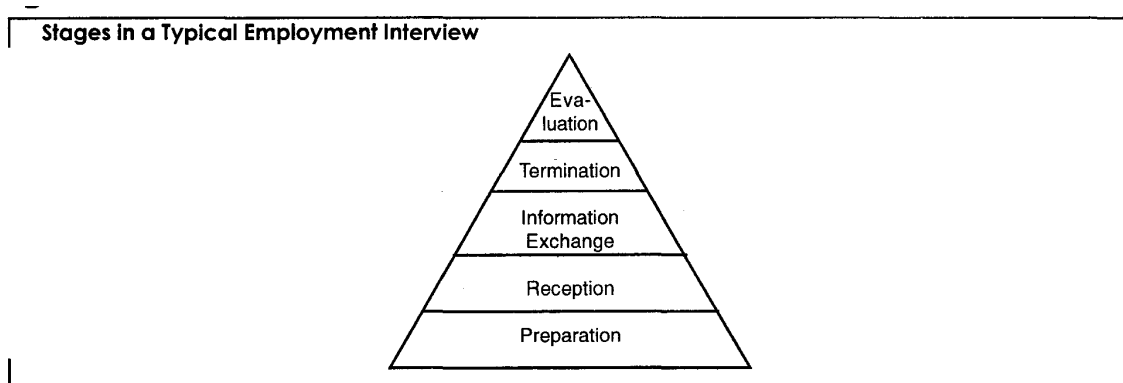 Stages in a Typical Employment Interview
Eva-
luation
Termination
Information
Exchange
Reception
Preparation